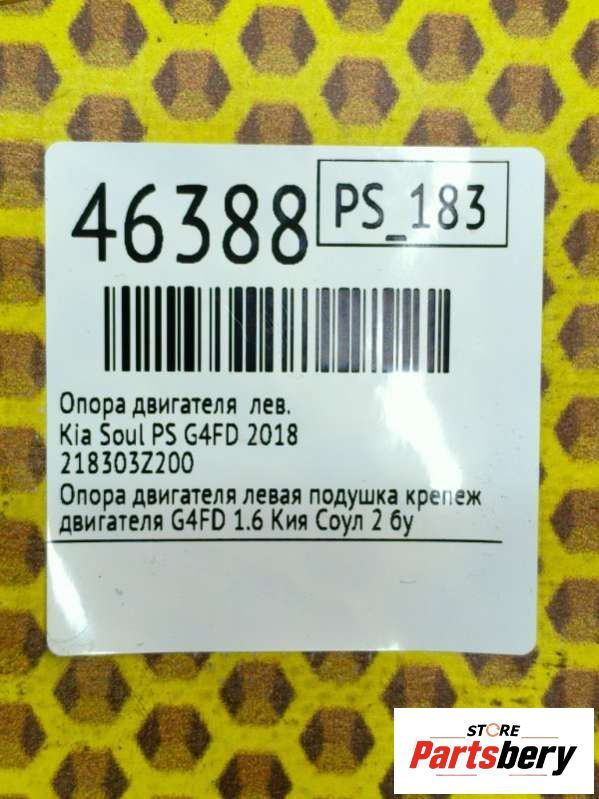 46388
PS_183
Опора двигателя лев.
Kia Soul PS G4FD 2018
218303Z200
Опора двигателя левая подушка крепеж
двигателя G4FD 1.6 Киа Соул 2 бу
STORE
Partsbery